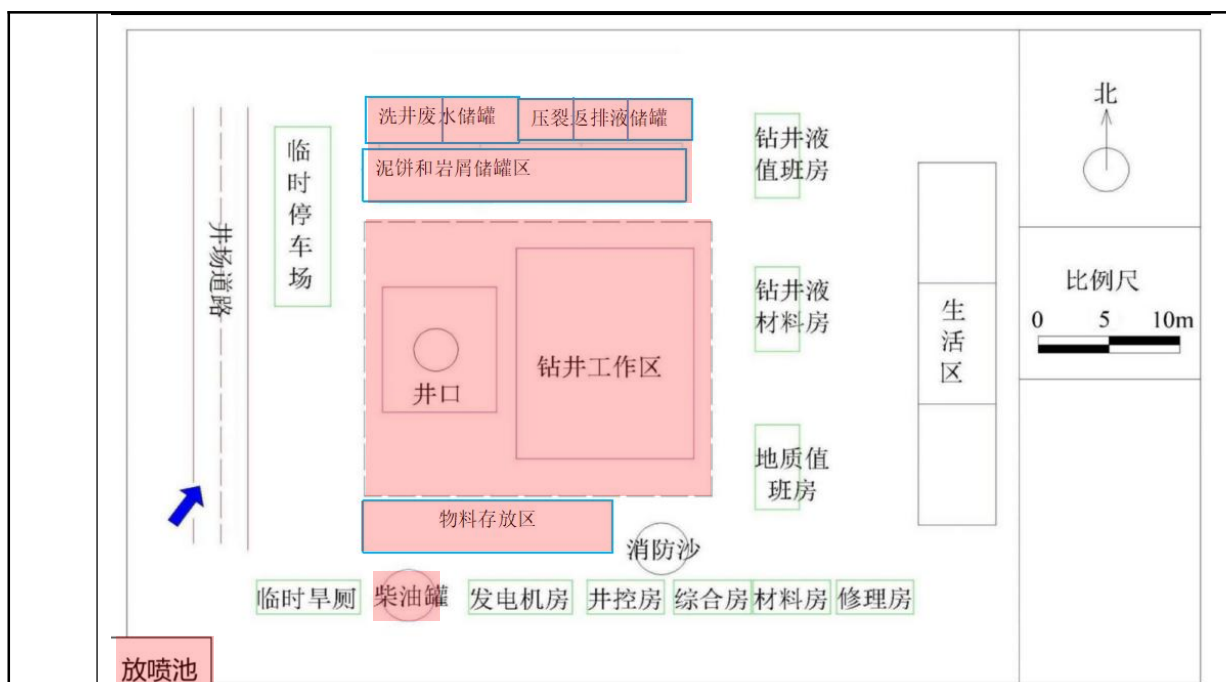 北
洗井废水储罐
压裂返排液储罐
钻井液
值班房
临时停车场
泥饼和岩屑储罐区
井场道路
钻井液
材料房
比例尺
0 5 10m
生活区
钻井工作区
井口
地质值
班房
物料存放区
消防沙
临时旱厕
柴油罐
发电机房
井控房
综合房
材料房
修理房
放喷池